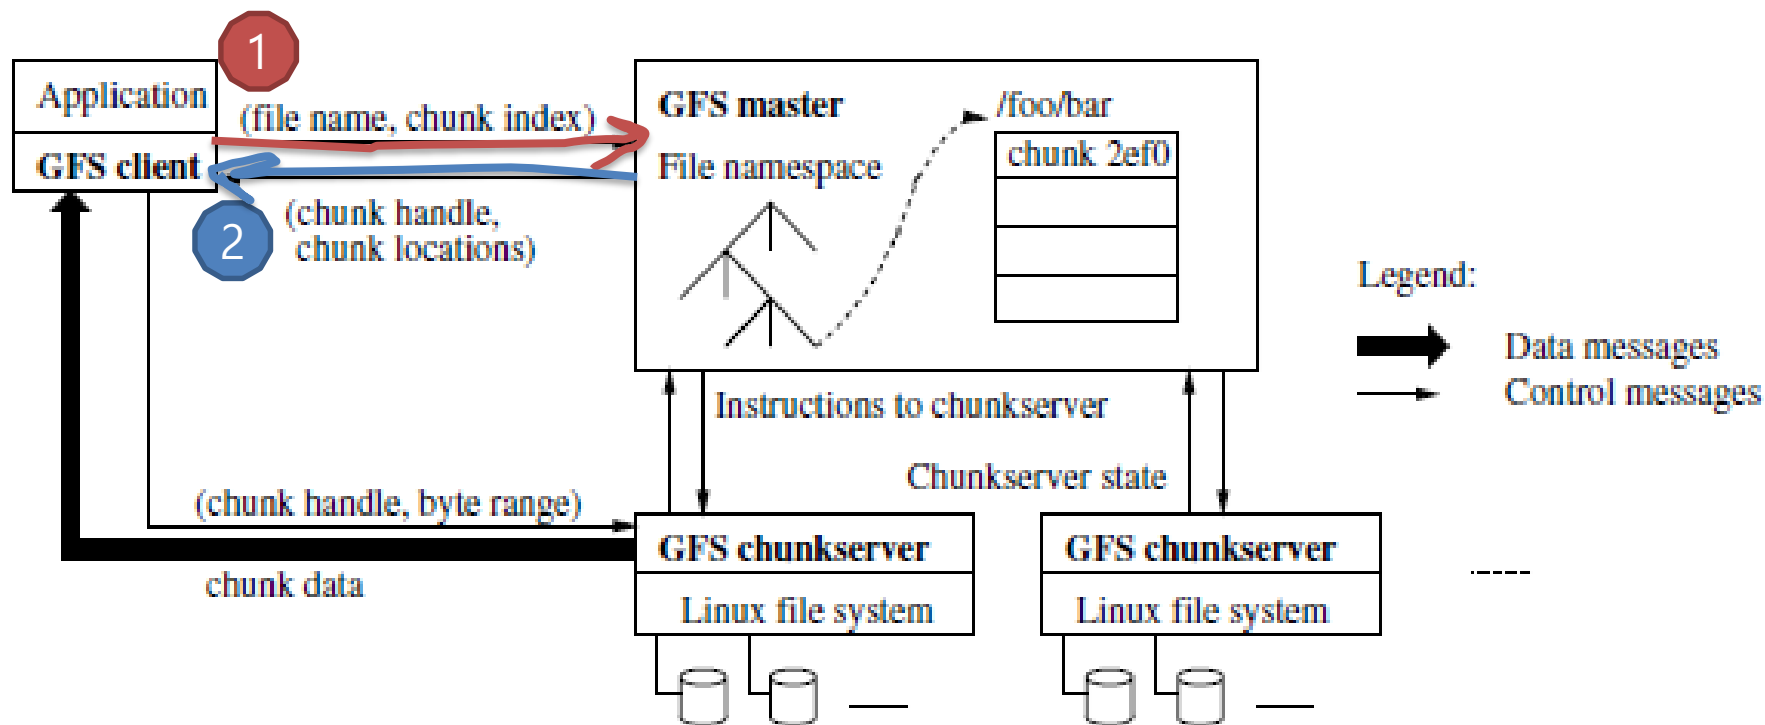 1
Application
(file name, chunk index)
GFS client
2
(chunk handle,
chunk locations)
GFS master
File namespace
/foo/bar
chunk 2ef0
Legend:
Data messages
Control messages
Instructions to chunkserver
Chunkserver state
(chunk handle, byte range)
chunk data
GFS chunkserver
Linux file system
GFS chunkserver
Linux file system